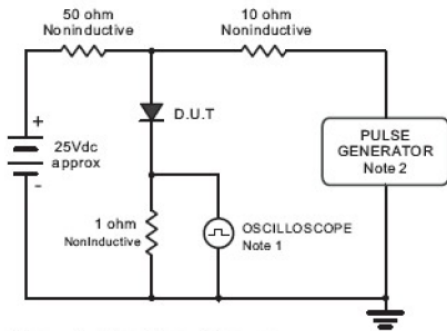 50 ohm
Noninductive
10 ohm
Noninductive
+
D.U.T
25Vdc
approx
-
PULSE
GENERATOR
Note 2
1 ohm
NonInductive
OSCILLOSCOPE
Note 1